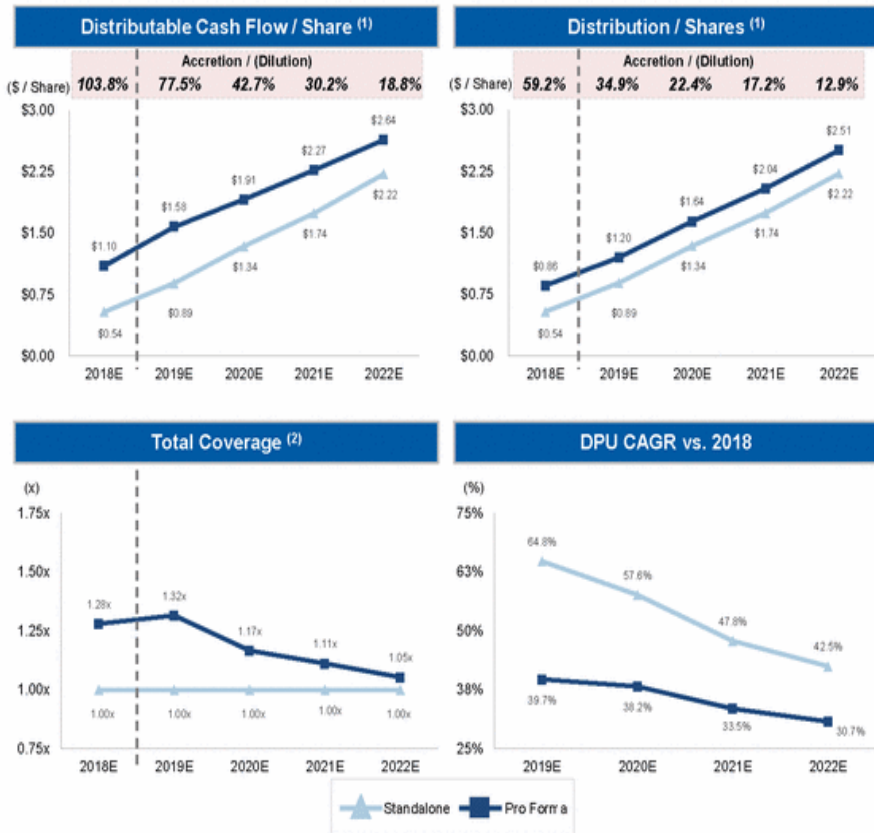 Distributable Cash Flow / Share (1)
Accretion / (Dilution)
($ / Share) 103.8% 77.5% 42.7% 30.2% 18.8%
$3.00
$2.25
$1.50
$0.75
$0.00
$1.10 $1.58 $1.91 $2.27 $2.64
$0.54 $0.89 $1.34 $1.74 $2.22
2018E 2019E 2020E 2021E 2022E
Distribution / Shares (1)
Accretion / (Dilution)
($ / Share) 59.2% 34.9% 22.4% 17.2% 12.9%
$3.00
$2.25
$1.50
$0.75
$0.00
$0.86 $1.20 $1.64 $2.04 $2.51
$0.54 $0.89 $1.34 $1.74 $2.22
2018E 2019E 2020E 2021E 2022E
Total Coverage (2)
(x)
1.75x
1.50x
1.25x
1.00x
0.75x
1.28x 1.32x 1.17x 1.11x 1.05x
1.00x 1.00x 1.00x 1.00x 1.00x
2018E 2019E 2020E 2021E 2022E
DPU CAGR vs. 2018
(%)
75%
63%
50%
38%
25%
64.8% 57.6% 47.8% 42.5%
39.7% 38.2% 33.5% 30.7%
2019E 2020E 2021E 2022E
Standalone Pro Forma